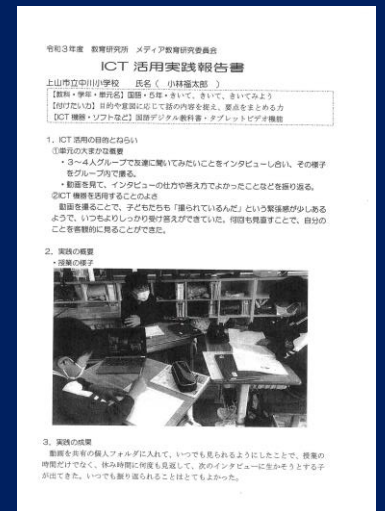 令和３年度 教育研究所 メディア教育研究委員会
ICT 活用実践報告書
上山市立中川小学校 氏名（ 小林福太郎 ）
【教科・学年・単元名】国語・５年・きいて、きいて、きいてみよう
【付けたい力】目的や意図に応じて話の内容を捉え、要点をまとめる力
【ICT 機器・ソフトなど】国語デジタル教科書・タブレットビデオ機能
１．ICT 活用の目的とねらい
①単元の大まかな概要
・３～４人グループで友達に聞いてみたいことをインタビューし合い、その様子
をグループ内で撮る。
・動画を見て、インタビューの仕方や答え方でよかったことなどを振り返る。
②ICT 機器を活用することのよさ
動画を撮ることで、子どもたちも「撮られているんだ」という緊張感が少しある
ようで、いつもよりしっかり受け答えができていた。何回も見直すことで、自分の
ことを客観的に見ることができた。
２．実践の概要
・授業の様子
３．実践の成果
動画を共有の個人フォルダに入れて、いつでも見られるようにしたことで、授業の
時間だけでなく、休み時間に何度も見返して、次のインタビューに生かそうとする子
が出てきた。いつでも振り返られることはとてもよかった。